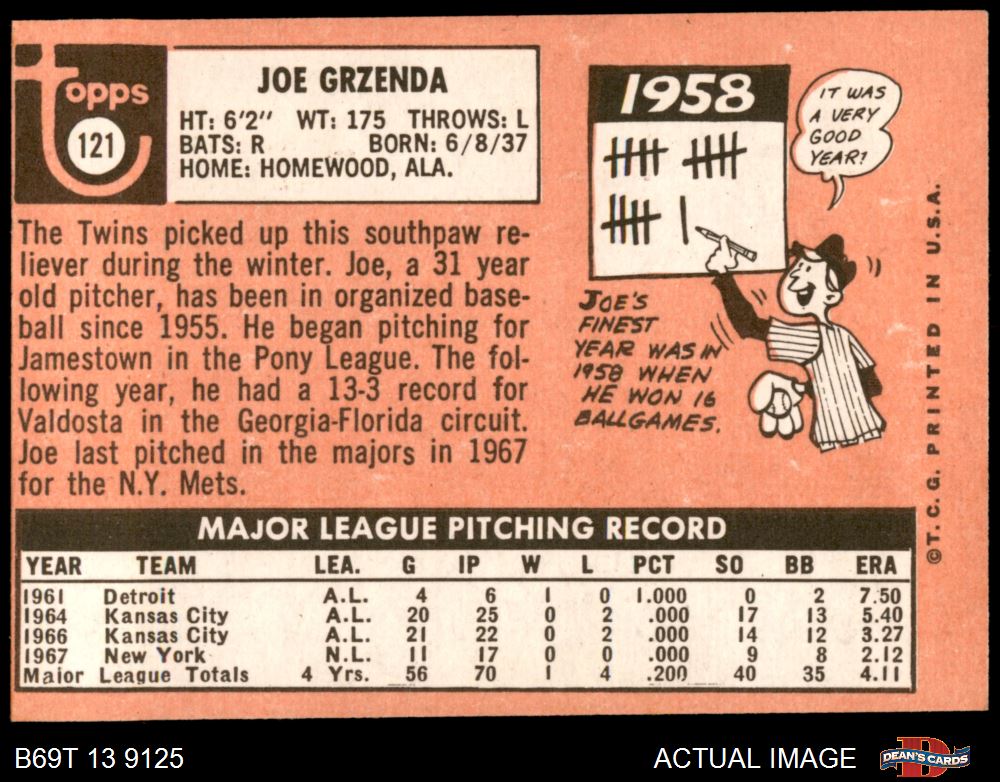 topps
121
JOE GRZENDA
HT: 6'2" WT: 175 THROWS: L
BATS: R BORN: 6/8/37
HOME: HOMEWOOD, ALA.
The Twins picked up this southpaw re-
liever during the winter. Joe, a 31 year
old pitcher, has been in organized base-
ball since 1955. He began pitching for
Jamestown in the Pony League. The fol-
lowing year, he had a 13-3 record for
Valdosta in the Georgia-Florida circuit.
Joe last pitched in the majors in 1967
for the N.Y. Mets.
1958
IT WAS
A VERY
GOOD
YEAR!
JOE'S
FINEST
YEAR WAS IN
1958 WHEN
HE WON 16
BALLGAMES.
©T.C.G. PRINTED IN U.S.A.
MAJOR LEAGUE PITCHING RECORD
YEAR TEAM LEA. G IP W L PCT SO BB ERA
1961 Detroit A.L. 4 6 1 0 1.000 0 2 7.50
1964 Kansas City A.L. 20 25 0 2 .000 17 13 5.40
1966 Kansas City A.L. 21 22 0 2 .000 14 12 3.27
1967 New York N.L. 11 17 0 0 .000 9 8 2.12
Major League Totals 4 Yrs. 56 70 1 4 .200 40 35 4.11
B69T 13 9125
ACTUAL IMAGE
DEAN'S CARDS